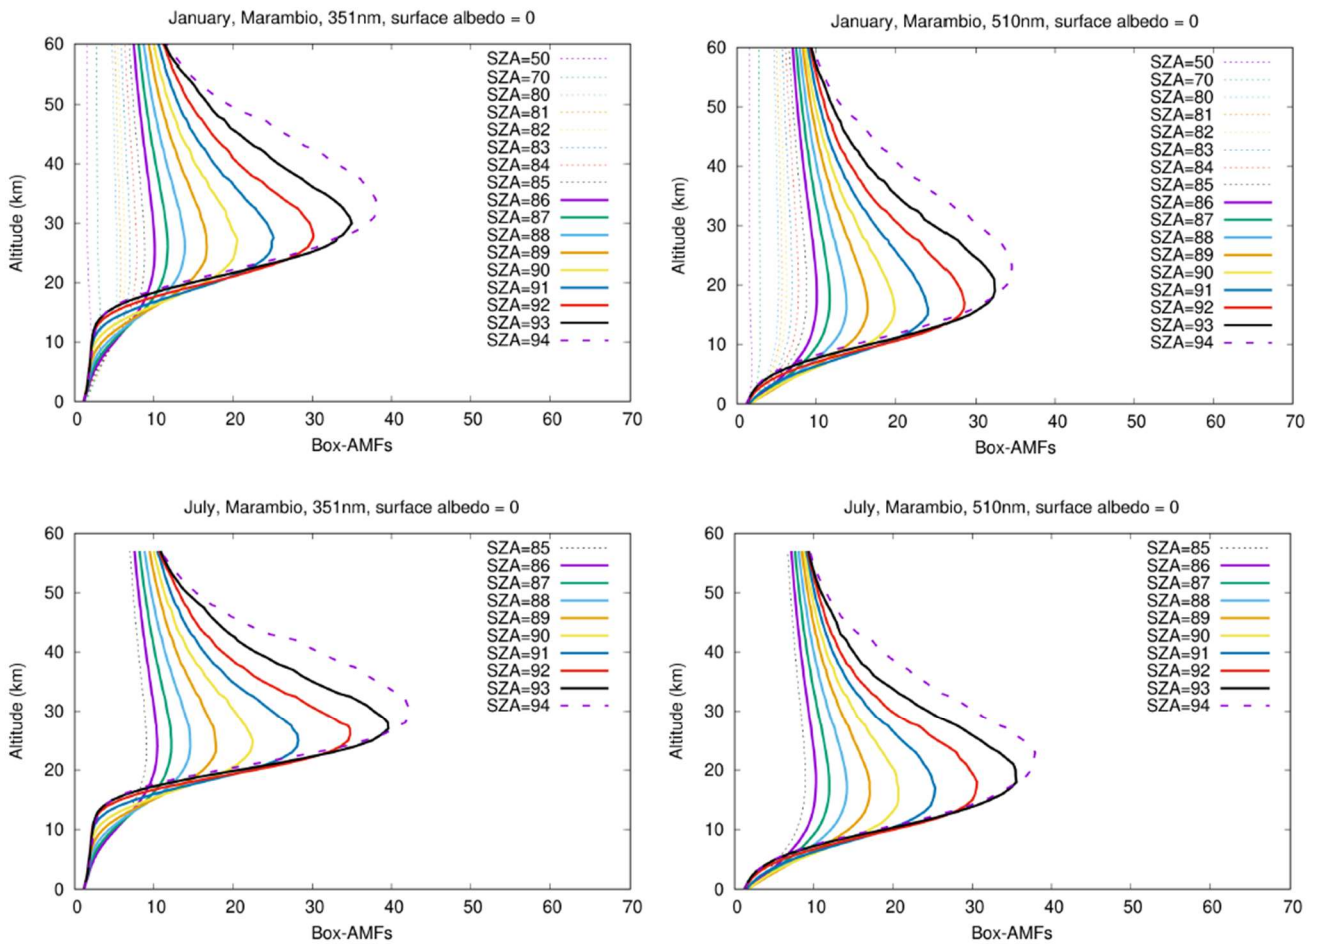 January, Marambio, 351nm, surface albedo = 0
60
50
40
30
20
10
0
Altitude (km)
0 10 20 30 40 50 60 70
Box-AMFs
SZA=50
SZA=70
SZA=80
SZA=81
SZA=82
SZA=83
SZA=84
SZA=85
SZA=86
SZA=87
SZA=88
SZA=89
SZA=90
SZA=91
SZA=92
SZA=93
SZA=94
January, Marambio, 510nm, surface albedo = 0
60
50
40
30
20
10
0
Altitude (km)
0 10 20 30 40 50 60 70
Box-AMFs
SZA=50
SZA=70
SZA=80
SZA=81
SZA=82
SZA=83
SZA=84
SZA=85
SZA=86
SZA=87
SZA=88
SZA=89
SZA=90
SZA=91
SZA=92
SZA=93
SZA=94
July, Marambio, 351nm, surface albedo = 0
60
50
40
30
20
10
0
Altitude (km)
0 10 20 30 40 50 60 70
Box-AMFs
SZA=85
SZA=86
SZA=87
SZA=88
SZA=89
SZA=90
SZA=91
SZA=92
SZA=93
SZA=94
July, Marambio, 510nm, surface albedo = 0
60
50
40
30
20
10
0
Altitude (km)
0 10 20 30 40 50 60 70
Box-AMFs
SZA=85
SZA=86
SZA=87
SZA=88
SZA=89
SZA=90
SZA=91
SZA=92
SZA=93
SZA=94